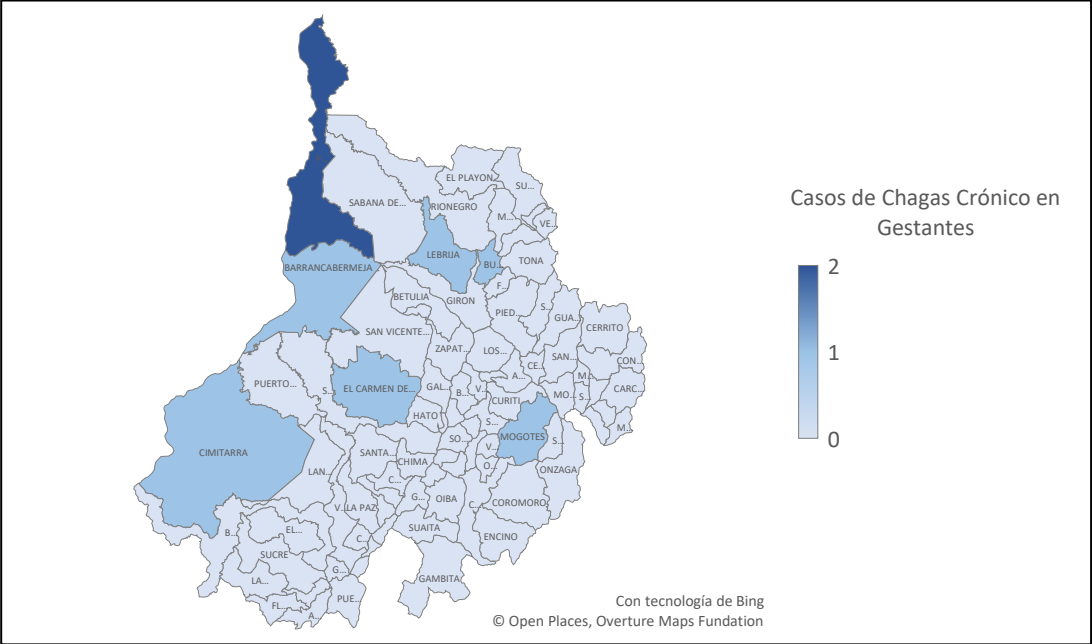 EL PLAYON
SU...
SABANA DE...
RIONEGRO
M...
VE...
LEBRIJA
BU...
TONA
BARRANCABERMEJA
F...
BETULIA
GIRON
PIED...
S...
GUA...
CERRITO
SAN VICENTE...
ZAPAT...
LOS...
SAN...
CON...
CE...
A...
M...
PUERTO...
S...
EL CARMEN DE...
GAL...
B...
V...
CURITI
MO...
S...
CARC...
HATO
S...
M...
MOGOTES
SO...
V...
S...
CIMITARRA
SANTA...
CHIMA
O...
LAN...
ONZAGA
C...
G...
OIBA
C...
COROMORO
V...
LA PAZ
B...
EL...
C...
SUAITA
ENCINO
SUCRE
LA...
G...
GAMBITA
FL...
A...
PUE...
Casos de Chagas Crónico en
Gestantes
2
1
0
Con tecnología de Bing
© Open Places, Overture Maps Foundation